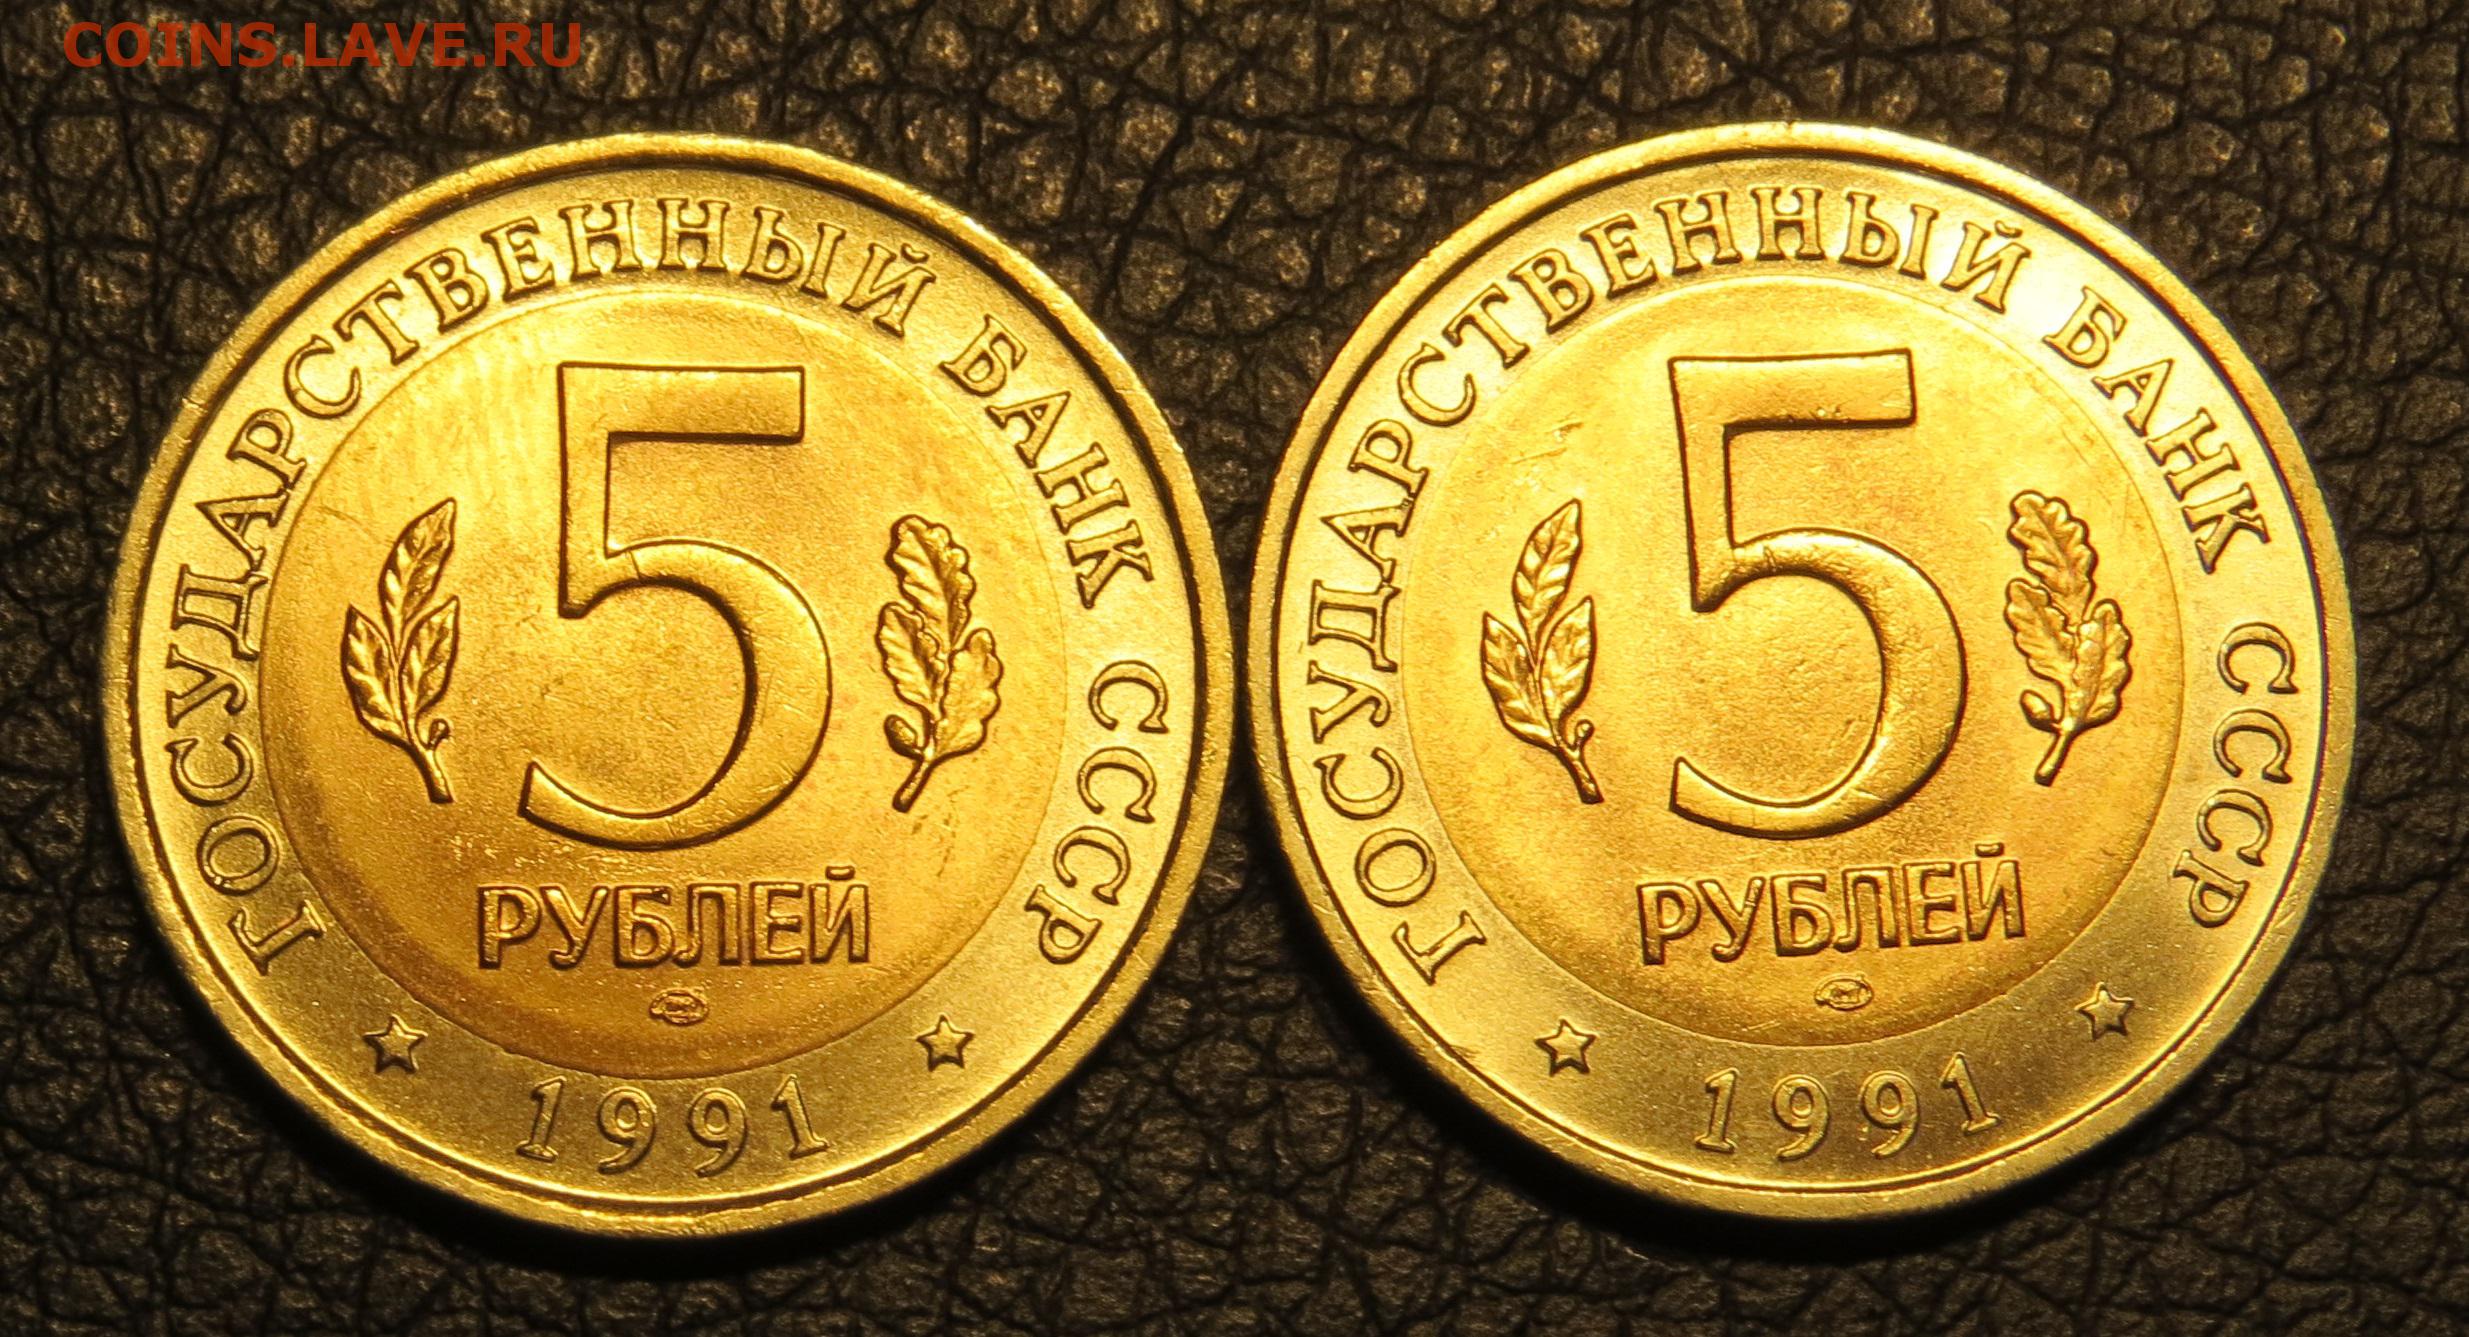 COINS.LAVE.RU
ГОСУДАРСТВЕННЫЙ БАНК СССР
5
РУБЛЕЙ
1991
ГОСУДАРСТВЕННЫЙ БАНК СССР
5
РУБЛЕЙ
1991